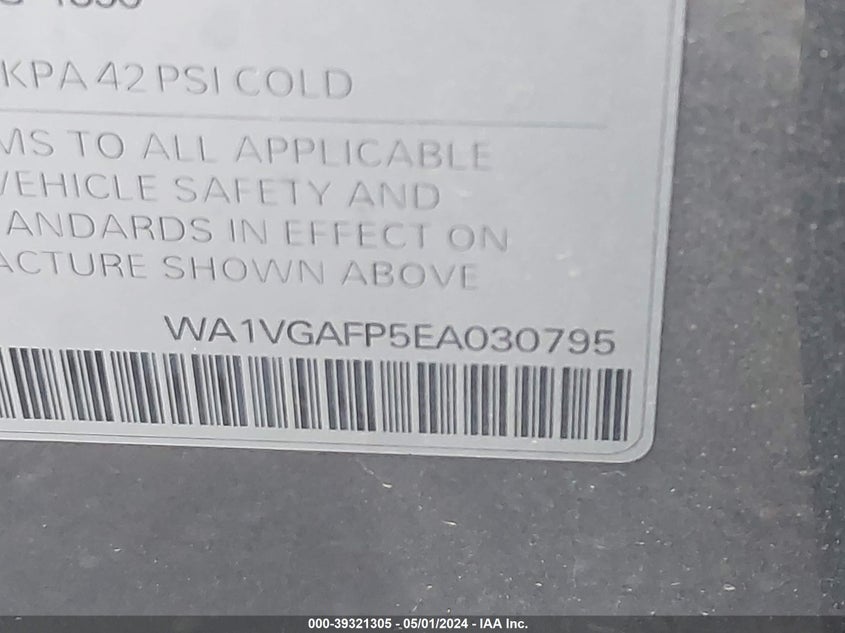 KPA 42 PSI COLD
MS TO ALL APPLICABLE
VEHICLE SAFETY AND
ANDARDS IN EFFECT ON
ACTURE SHOWN ABOVE
WA1VGAFP5EA030795
000-39321305 - 05/01/2024 - IAA Inc.